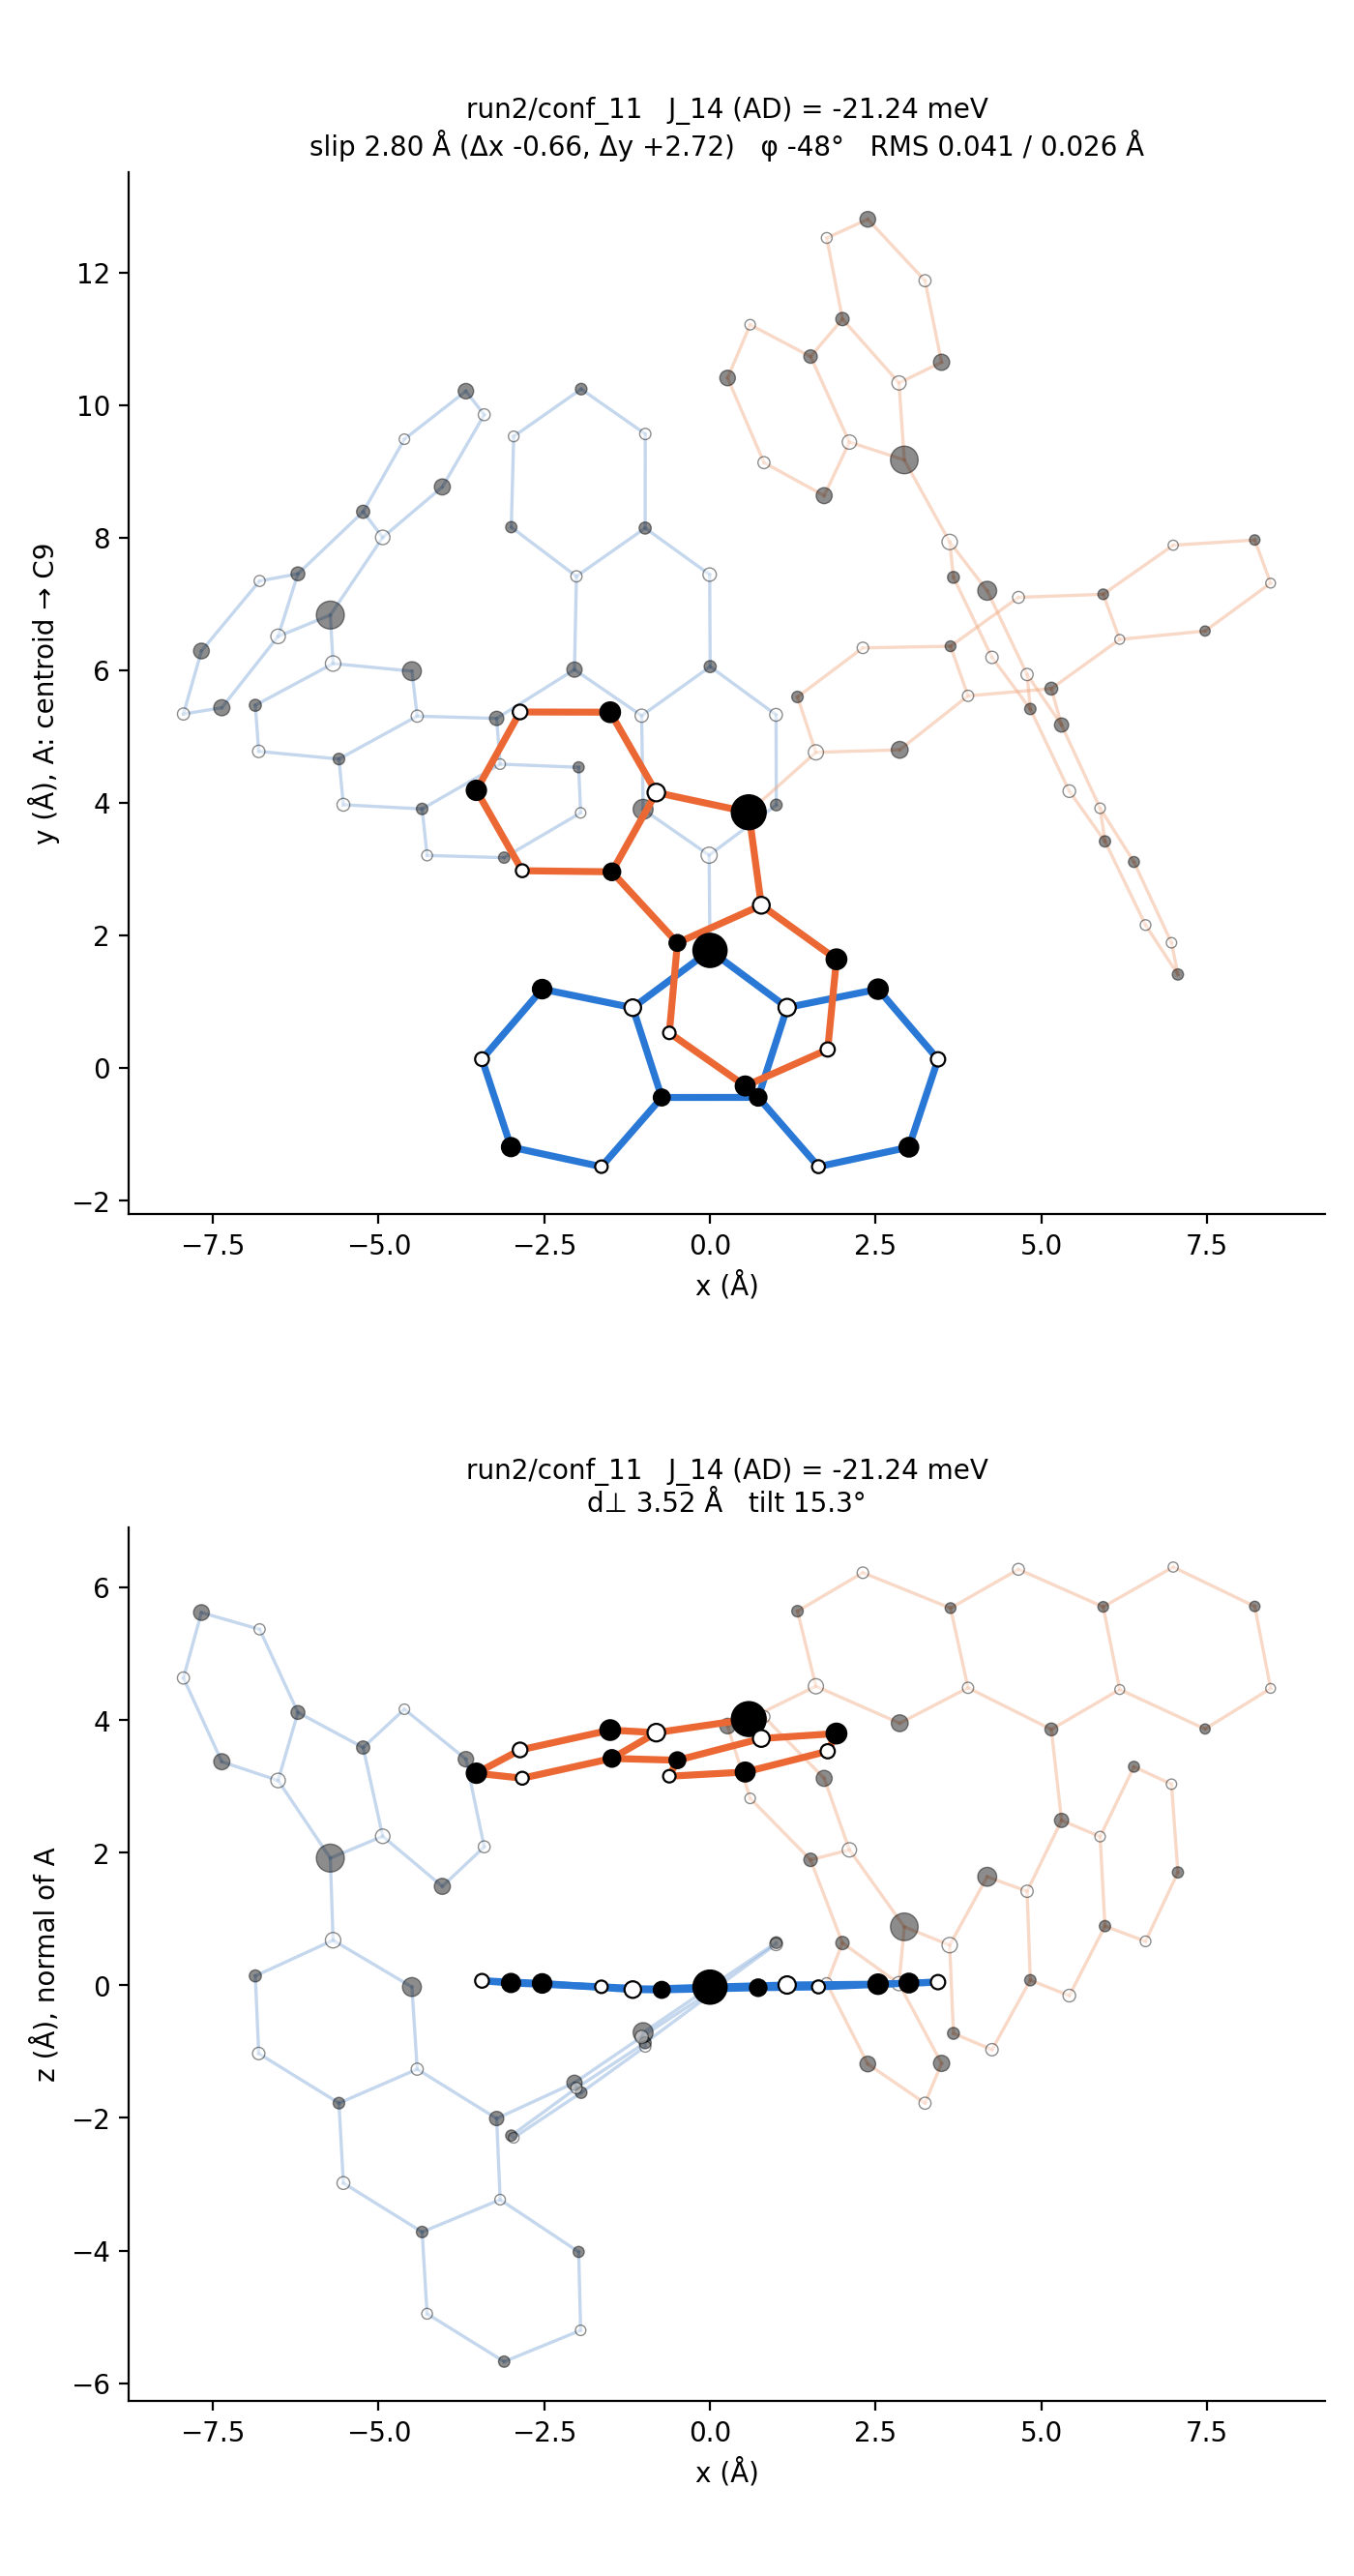 run2/conf_11   J_14 (AD) = -21.24 meV
slip 2.80 Å (Δx -0.66, Δy +2.72)   φ -48°   RMS 0.041 / 0.026 Å
12
10
8
6
4
2
0
−2
y (Å), A: centroid → C9
−7.5 −5.0 −2.5 0.0 2.5 5.0 7.5
x (Å)
run2/conf_11   J_14 (AD) = -21.24 meV
d⊥ 3.52 Å   tilt 15.3°
6
4
2
0
−2
−4
−6
z (Å), normal of A
−7.5 −5.0 −2.5 0.0 2.5 5.0 7.5
x (Å)